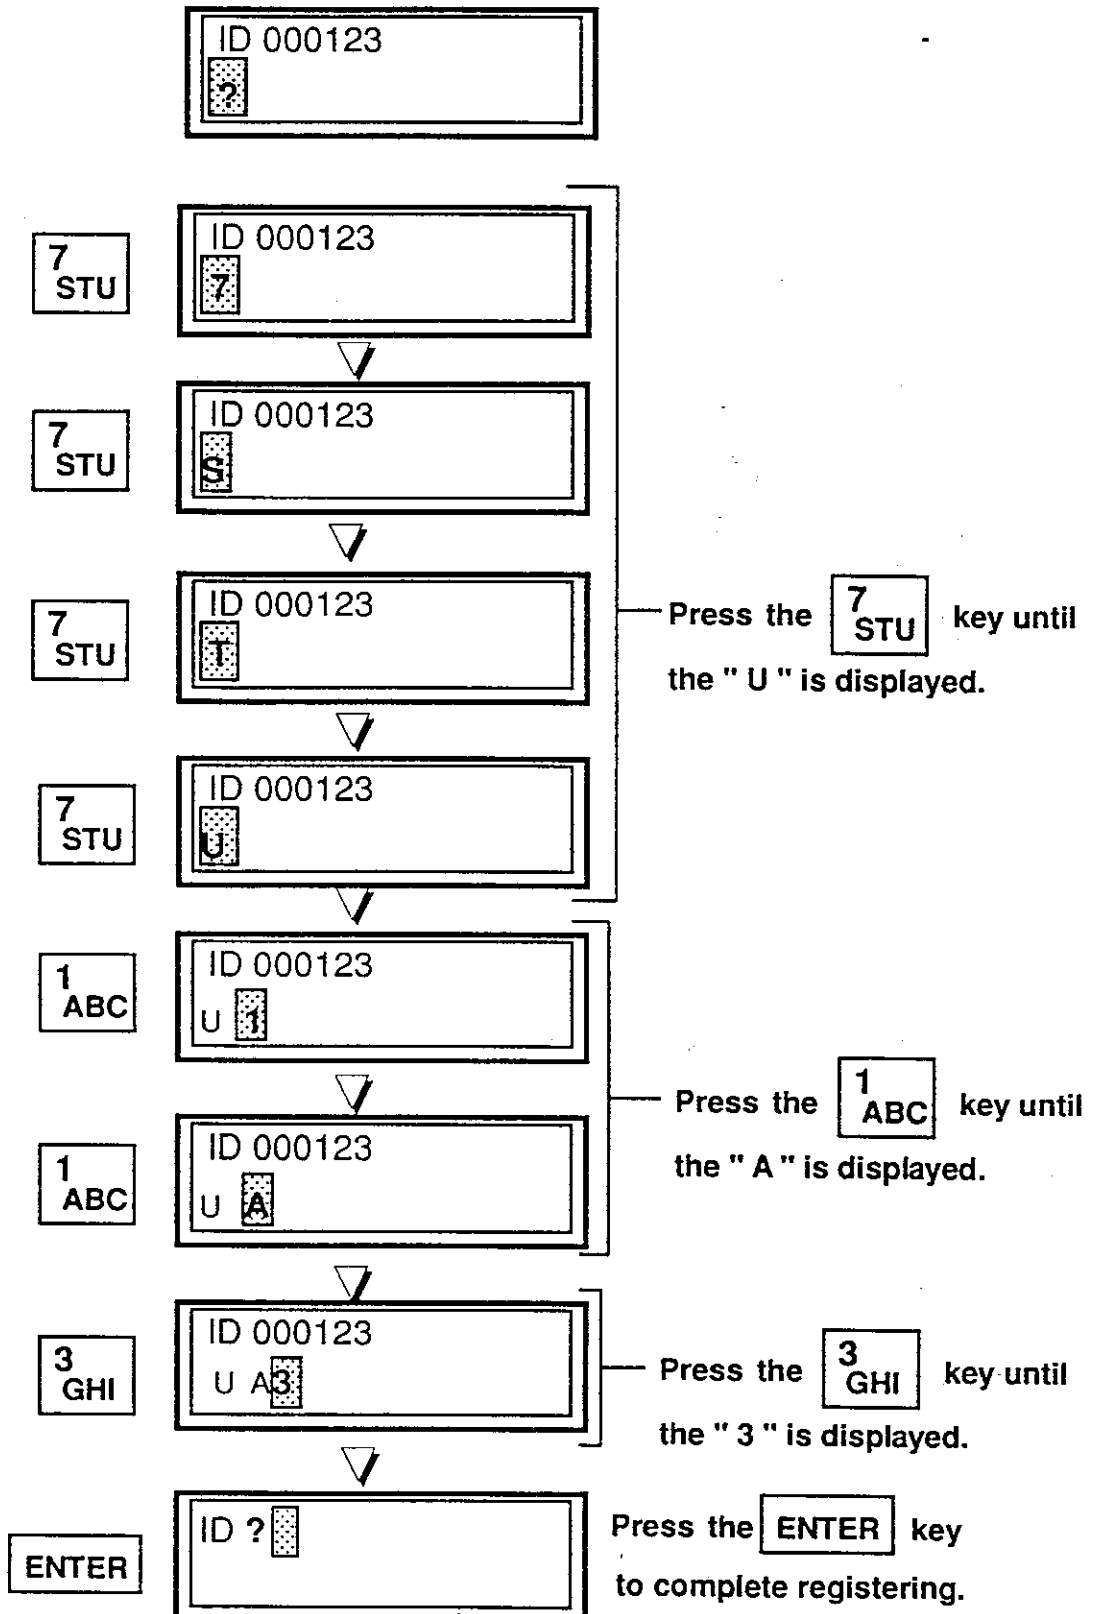 ID 000123
?
7
STU
ID 000123
7
7
STU
ID 000123
S
7
STU
ID 000123
T
Press the 7 STU key until
the " U " is displayed.
7
STU
ID 000123
U
1
ABC
ID 000123
U 1
Press the 1 ABC key until
the " A " is displayed.
1
ABC
ID 000123
U A
3
GHI
ID 000123
U A3
Press the 3 GHI key until
the " 3 " is displayed.
ENTER
ID ?
Press the ENTER key
to complete registering.